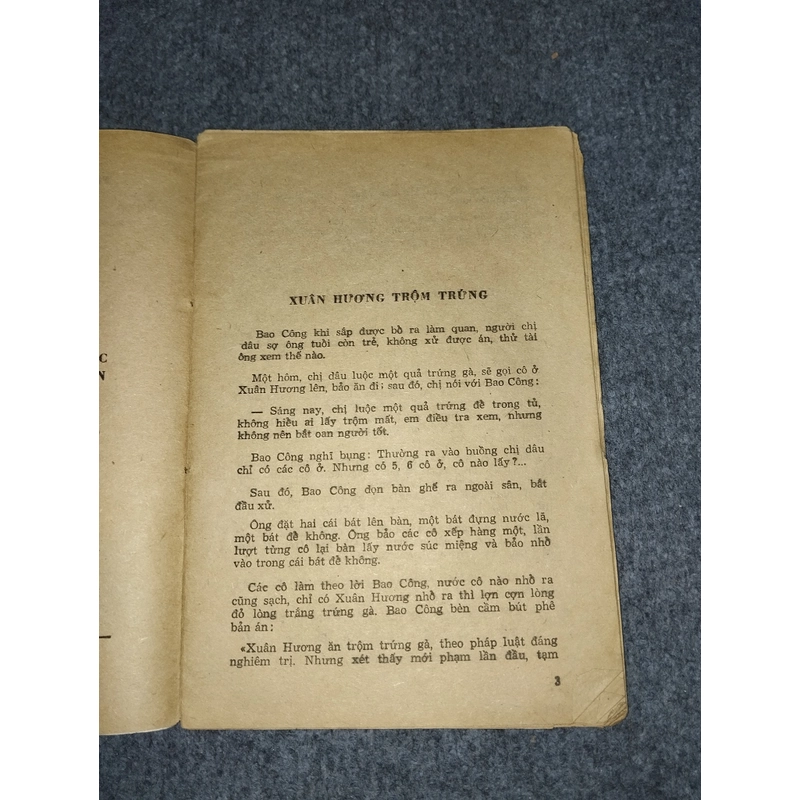 C
N
XUÂN HƯƠNG TRỘM TRỨNG
Bao Công khi sắp được bổ ra làm quan, người chị
dâu sợ ông tuổi còn trẻ, không xử được án, thử tài
ông xem thế nào.
Một hôm, chị dâu luộc một quả trứng gà, sẽ gọi cô ở
Xuân Hương lên, bảo ăn đi; sau đó, chị nói với Bao Công:
— Sáng nay, chị luộc một quả trứng để trong tủ,
không hiểu ai lấy trộm mất, em điều tra xem, nhưng
không nên bắt oan người tốt.
Bao Công nghĩ bụng: Thường ra vào buồng chị dâu
chỉ có các cô ở. Nhưng có 5, 6 cô ở, cô nào lấy?...
Sau đó, Bao Công dọn bàn ghế ra ngoài sân, bắt
đầu xử.
Ông đặt hai cái bát lên bàn, một bát đựng nước lã,
một bát để không. Ông bảo các cô xếp hàng một, lần
lượt từng cô lại bàn lấy nước súc miệng và bảo nhổ
vào trong cái bát để không.
Các cô làm theo lời Bao Công, nước cô nào nhổ ra
cũng sạch, chỉ có Xuân Hương nhổ ra thì lợn cợn lòng
đỏ lòng trắng trứng gà. Bao Công bèn cầm bút phê
bản án:
«Xuân Hương ăn trộm trứng gà, theo pháp luật đáng
nghiêm trị. Nhưng xét thấy mới phạm lần đầu, tạm
3